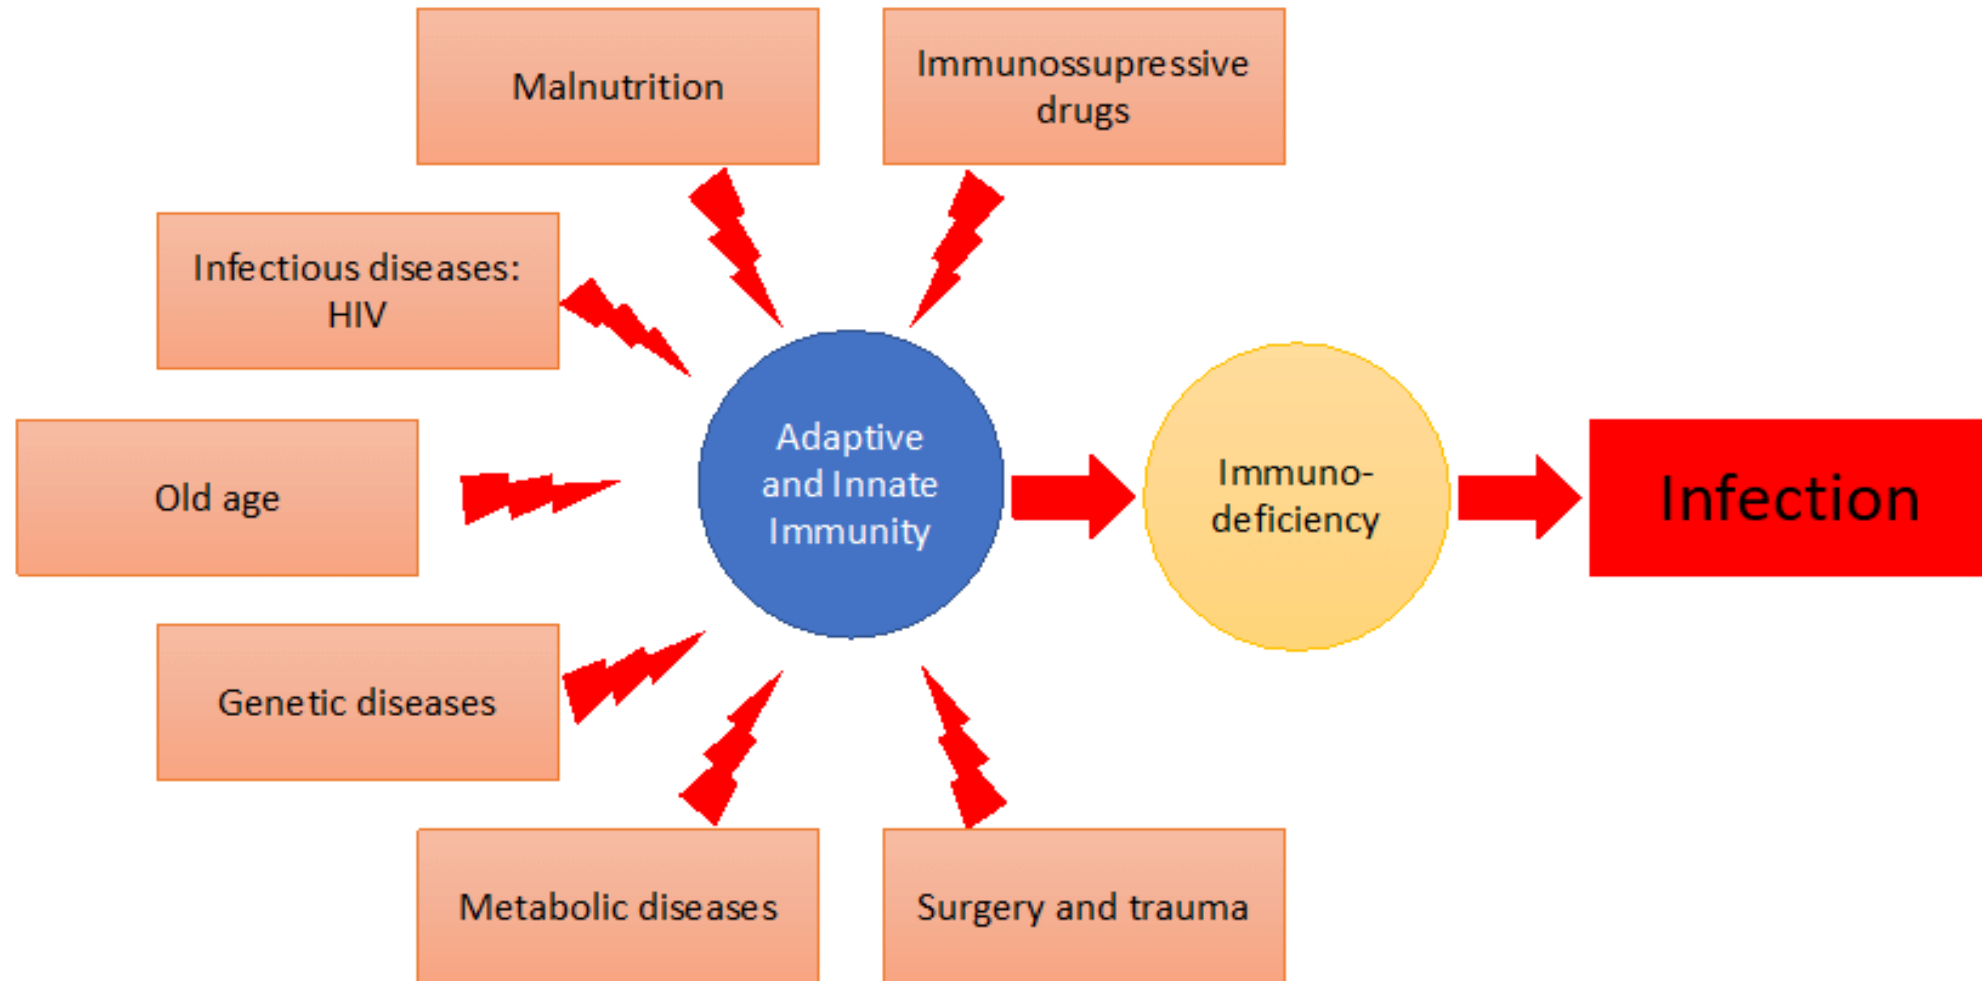 Malnutrition
Immunossupressive
drugs
Infectious diseases:
HIV
Old age
Genetic diseases
Metabolic diseases
Surgery and trauma
Adaptive
and Innate
Immunity
Immuno-
deficiency
Infection